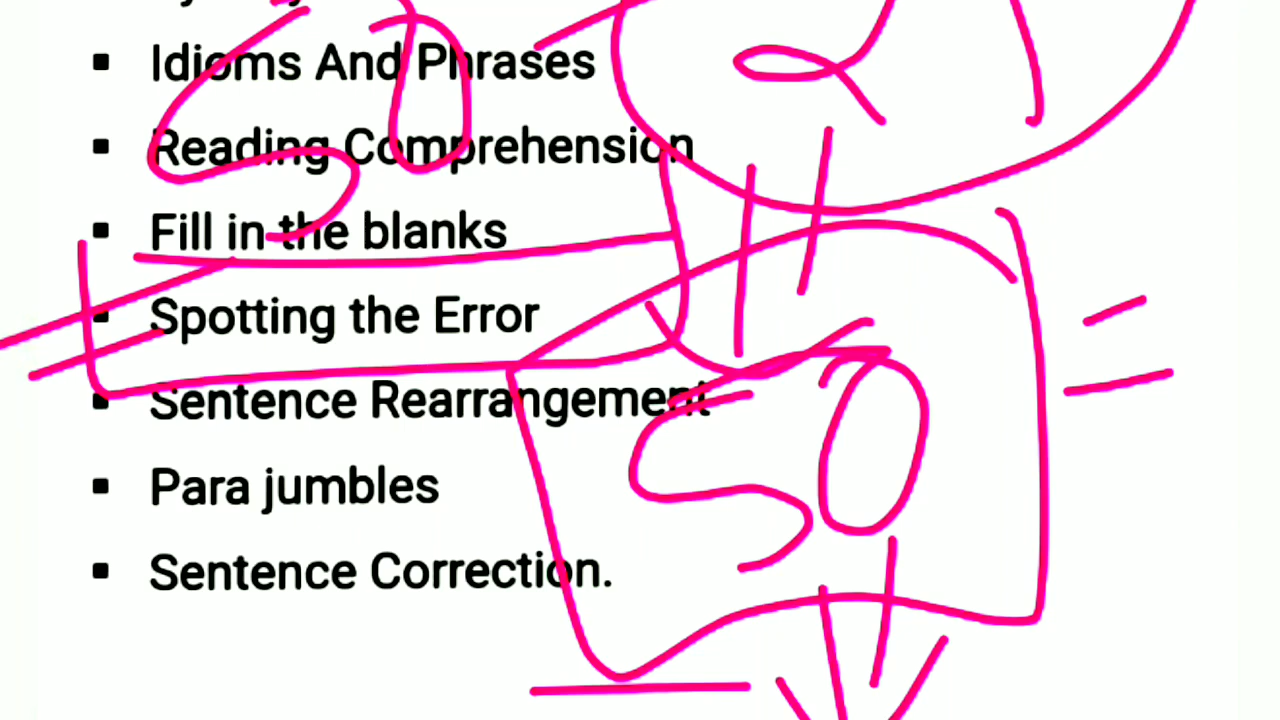 50
21
▪ Idioms And Phrases
▪ Reading Comprehension
▪ Fill in the blanks
▪ Spotting the Error
▪ Sentence Rearrangement
50
▪ Para jumbles
▪ Sentence Correction.